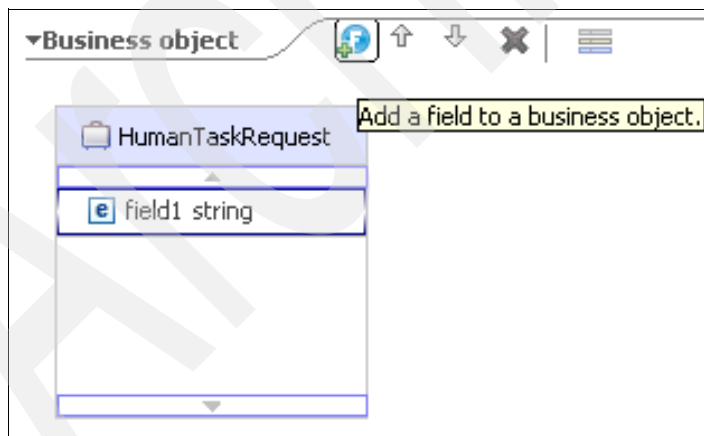 Business object
Add a field to a business object.
HumanTaskRequest
e field1 string